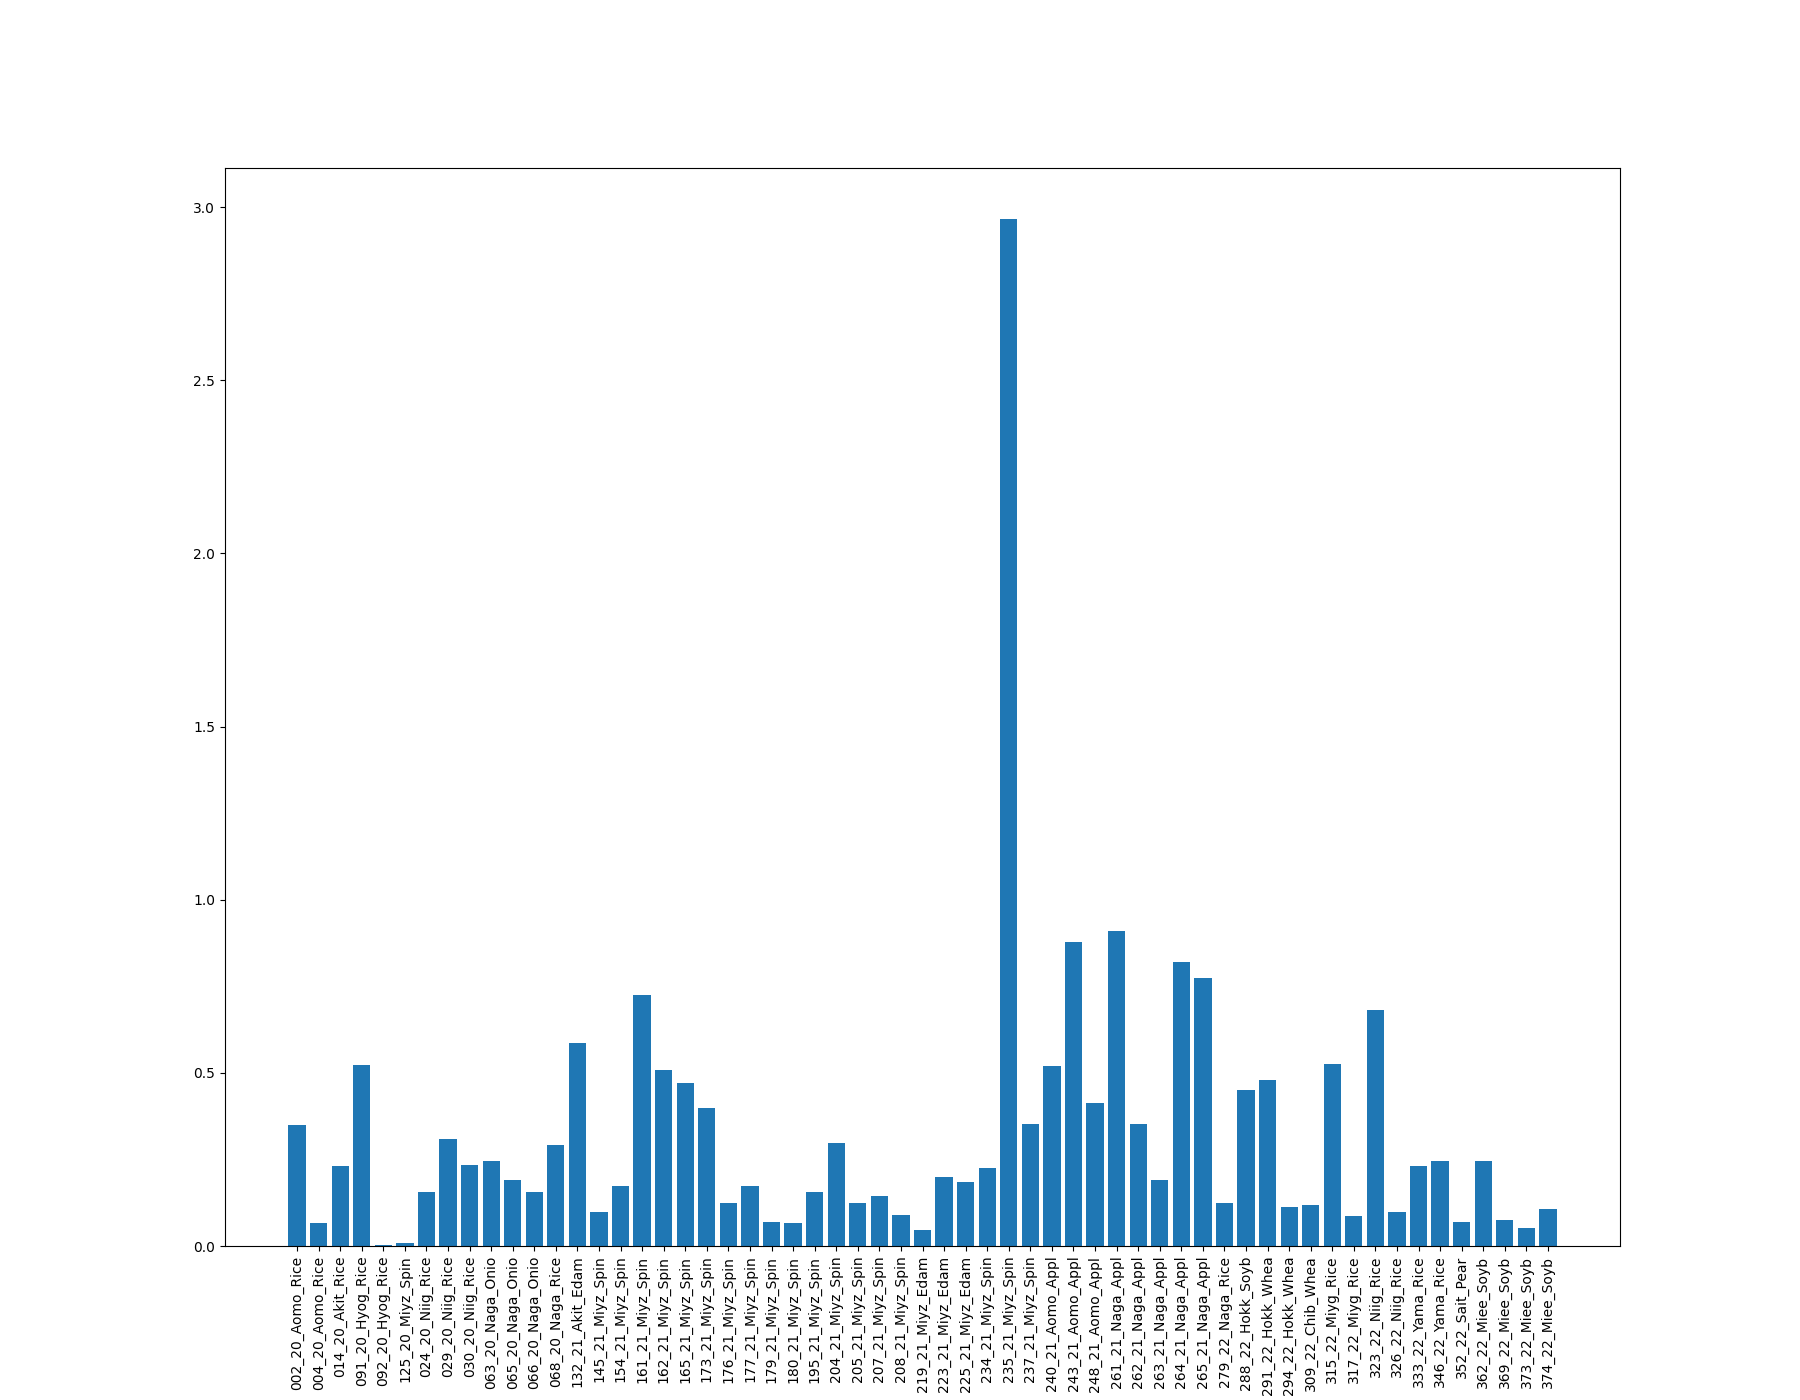 3.0
2.5
2.0
1.5
1.0
0.5
0.0
002_20_Aomo_Rice
004_20_Aomo_Rice
014_20_Akit_Rice
091_20_Hyog_Rice
092_20_Hyog_Rice
125_20_Miyz_Spin
024_20_Niig_Rice
029_20_Niig_Rice
030_20_Niig_Rice
063_20_Naga_Onio
065_20_Naga_Onio
066_20_Naga_Onio
068_20_Naga_Rice
132_21_Akit_Edam
145_21_Miyz_Spin
154_21_Miyz_Spin
161_21_Miyz_Spin
162_21_Miyz_Spin
165_21_Miyz_Spin
173_21_Miyz_Spin
176_21_Miyz_Spin
177_21_Miyz_Spin
179_21_Miyz_Spin
180_21_Miyz_Spin
195_21_Miyz_Spin
204_21_Miyz_Spin
205_21_Miyz_Spin
207_21_Miyz_Spin
208_21_Miyz_Spin
219_21_Miyz_Edam
223_21_Miyz_Edam
225_21_Miyz_Edam
234_21_Miyz_Spin
235_21_Miyz_Spin
237_21_Miyz_Spin
240_21_Aomo_Appl
243_21_Aomo_Appl
248_21_Aomo_Appl
261_21_Naga_Appl
262_21_Naga_Appl
263_21_Naga_Appl
264_21_Naga_Appl
265_21_Naga_Appl
279_22_Naga_Rice
288_22_Hokk_Soyb
291_22_Hokk_Whea
294_22_Hokk_Whea
309_22_Chib_Whea
315_22_Miyg_Rice
317_22_Miyg_Rice
323_22_Niig_Rice
326_22_Niig_Rice
333_22_Yama_Rice
346_22_Yama_Rice
352_22_Sait_Pear
362_22_Miee_Soyb
369_22_Miee_Soyb
373_22_Miee_Soyb
374_22_Miee_Soyb